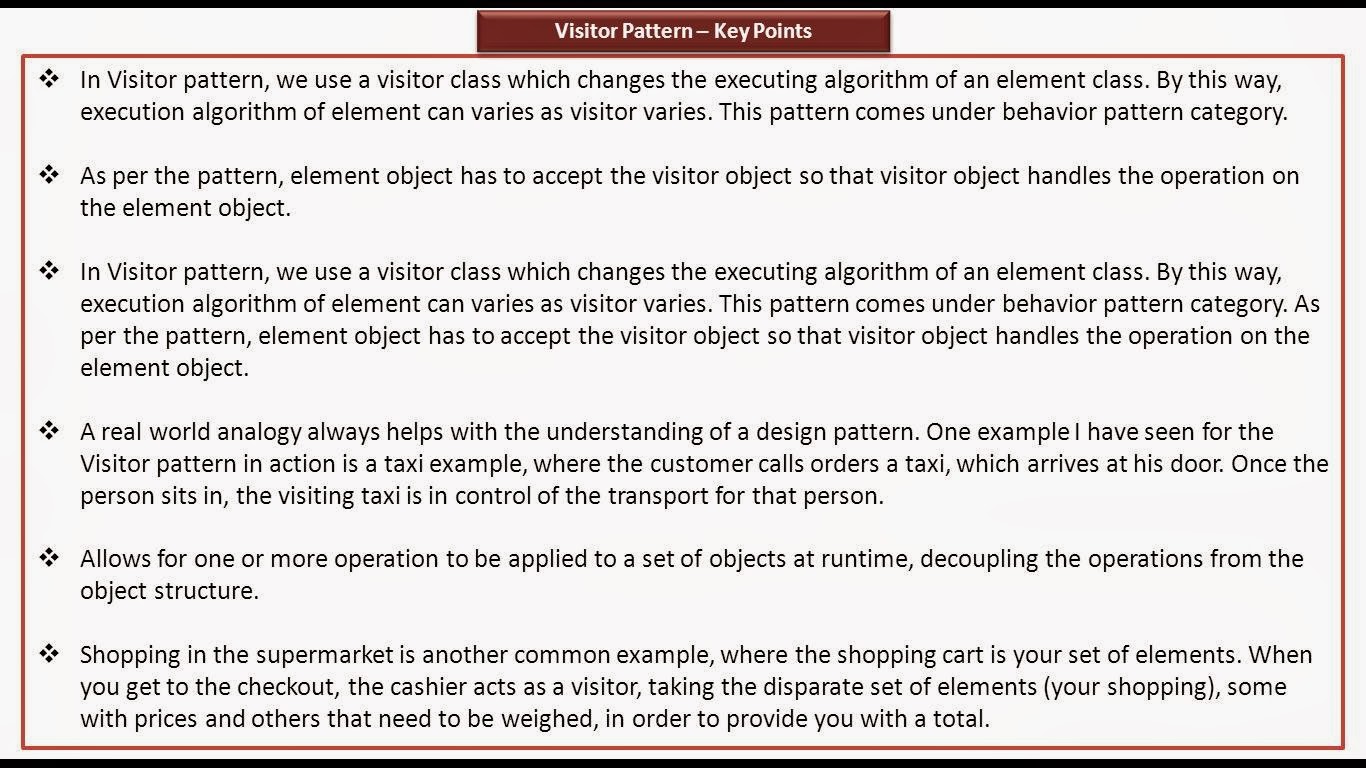 Visitor Pattern – Key Points
❖ In Visitor pattern, we use a visitor class which changes the executing algorithm of an element class. By this way,
execution algorithm of element can varies as visitor varies. This pattern comes under behavior pattern category.
❖ As per the pattern, element object has to accept the visitor object so that visitor object handles the operation on
the element object.
❖ In Visitor pattern, we use a visitor class which changes the executing algorithm of an element class. By this way,
execution algorithm of element can varies as visitor varies. This pattern comes under behavior pattern category. As
per the pattern, element object has to accept the visitor object so that visitor object handles the operation on the
element object.
❖ A real world analogy always helps with the understanding of a design pattern. One example I have seen for the
Visitor pattern in action is a taxi example, where the customer calls orders a taxi, which arrives at his door. Once the
person sits in, the visiting taxi is in control of the transport for that person.
❖ Allows for one or more operation to be applied to a set of objects at runtime, decoupling the operations from the
object structure.
❖ Shopping in the supermarket is another common example, where the shopping cart is your set of elements. When
you get to the checkout, the cashier acts as a visitor, taking the disparate set of elements (your shopping), some
with prices and others that need to be weighed, in order to provide you with a total.